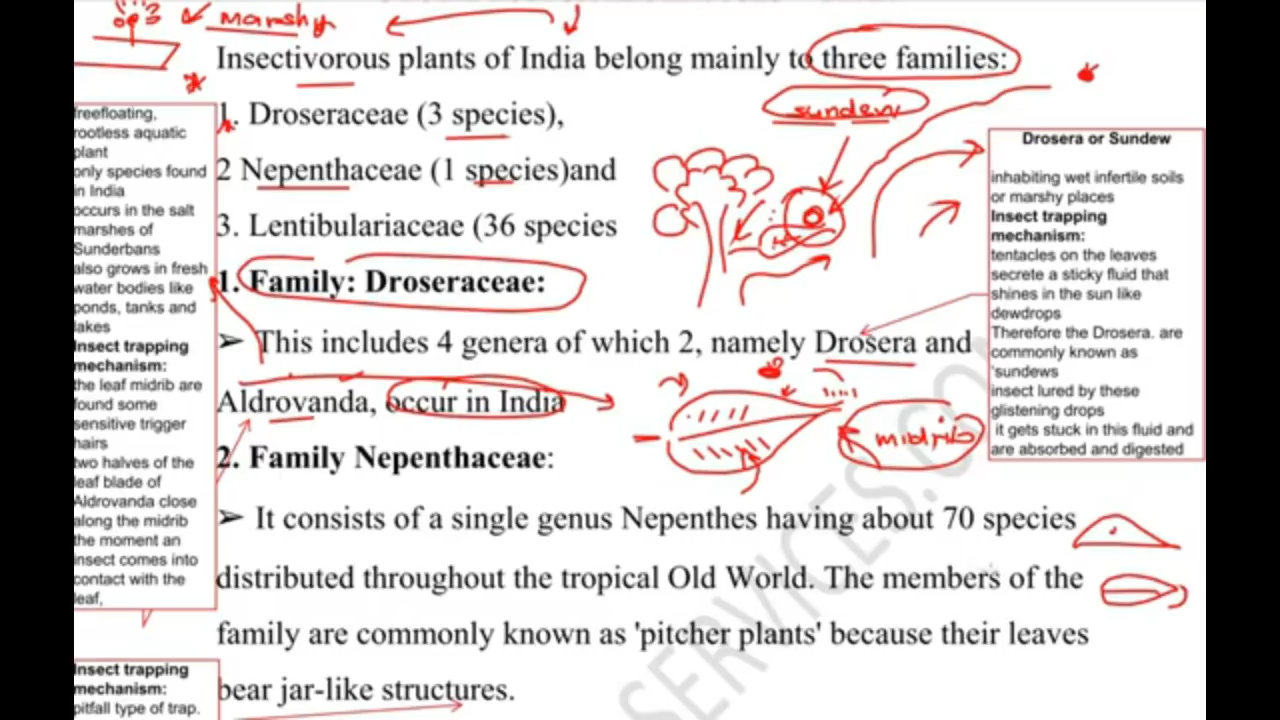 marshy
Insectivorous plants of India belong mainly to three families:
1. Droseraceae (3 species),
sundew
2 Nepenthaceae (1 species)and
3. Lentibulariaceae (36 species
1. Family: Droseraceae:
➢ This includes 4 genera of which 2, namely Drosera and
Aldrovanda, occur in India
midrib
2. Family Nepenthaceae:
➢ It consists of a single genus Nepenthes having about 70 species
distributed throughout the tropical Old World. The members of the
family are commonly known as 'pitcher plants' because their leaves
bear jar-like structures.
freefloating,
rootless aquatic
plant
only species found
in India
occurs in the salt
marshes of
Sunderbans
also grows in fresh
water bodies like
ponds, tanks and
lakes
Insect trapping
mechanism:
the leaf midrib are
found some
sensitive trigger
hairs
two halves of the
leaf blade of
Aldrovanda close
along the midrib
the moment an
insect comes into
contact with the
leaf,
Insect trapping
mechanism:
pitfall type of trap.
Drosera or Sundew
inhabiting wet infertile soils
or marshy places
Insect trapping
mechanism:
tentacles on the leaves
secrete a sticky fluid that
shines in the sun like
dewdrops
Therefore the Drosera. are
commonly known as
'sundews
insect lured by these
glistening drops
it gets stuck in this fluid and
are absorbed and digested
SERVICES.CO